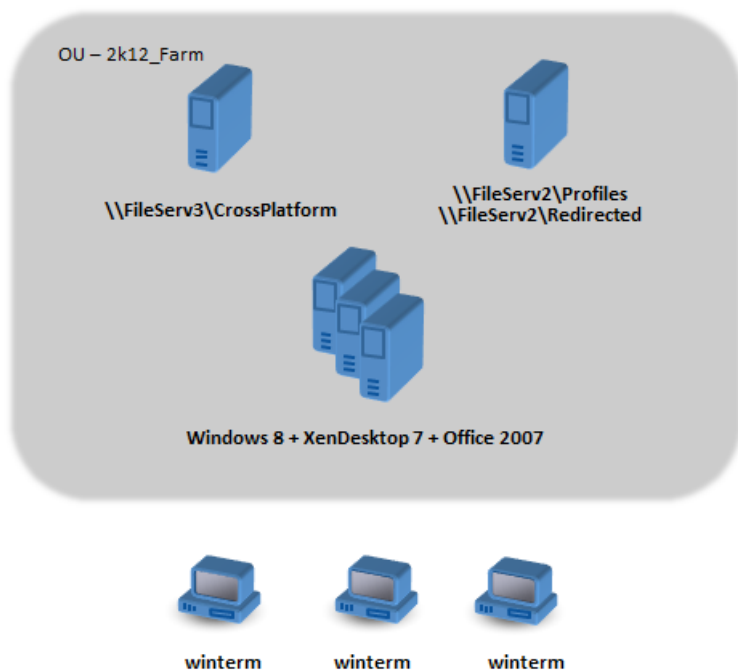 OU – 2k12_Farm
\\FileServ3\CrossPlatform
\\FileServ2\Profiles
\\FileServ2\Redirected
Windows 8 + XenDesktop 7 + Office 2007
winterm
winterm
winterm